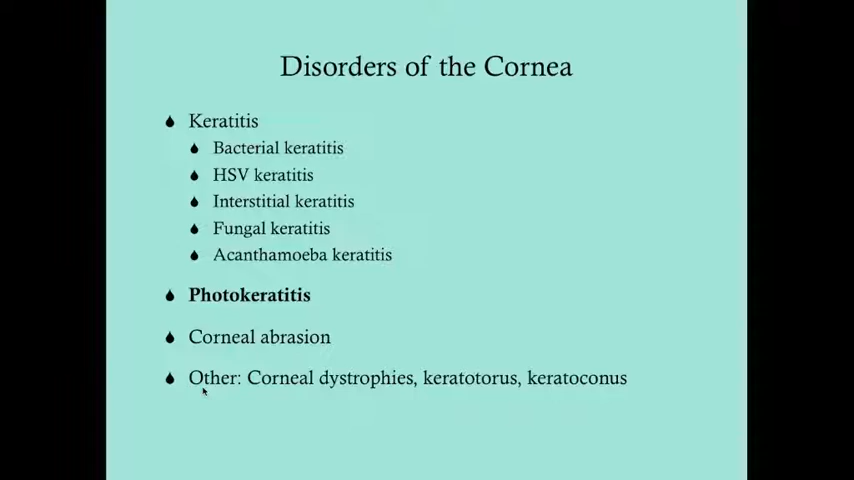 Disorders of the Cornea
Keratitis
Bacterial keratitis
HSV keratitis
Interstitial keratitis
Fungal keratitis
Acanthamoeba keratitis
Photokeratitis
Corneal abrasion
Other: Corneal dystrophies, keratotorus, keratoconus